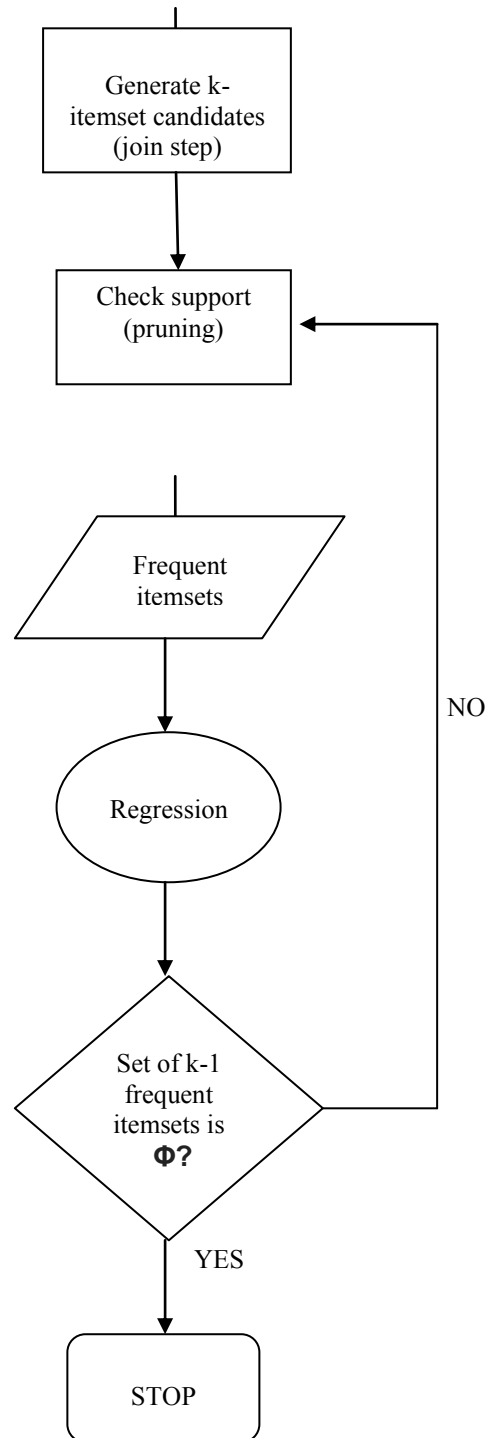 Generate k-
itemset candidates
(join step)
Check support
(pruning)
Frequent
itemsets
NO
Regression
Set of k-1
frequent
itemsets is
Φ?
YES
STOP